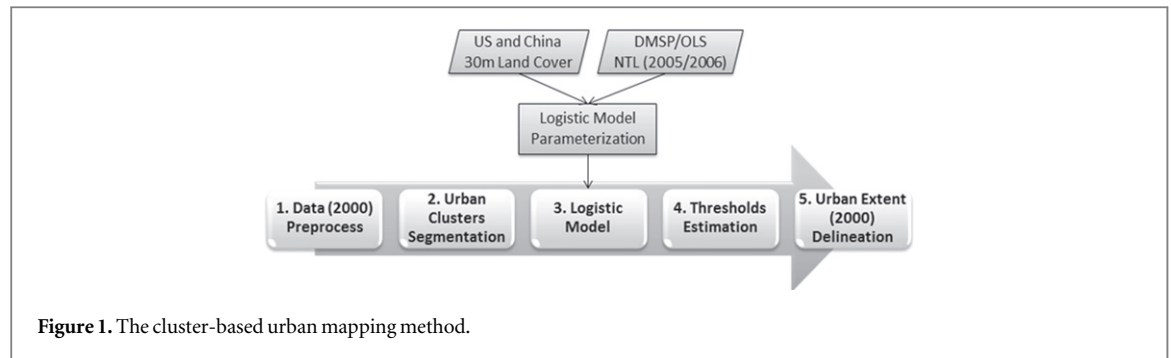 US and China
30m Land Cover
DMSP/OLS
NTL (2005/2006)
Logistic Model
Parameterization
1. Data (2000)
Preprocess
2. Urban
Clusters
Segmentation
3. Logistic
Model
4. Thresholds
Estimation
5. Urban Extent
(2000)
Delineation
Figure 1. The cluster-based urban mapping method.